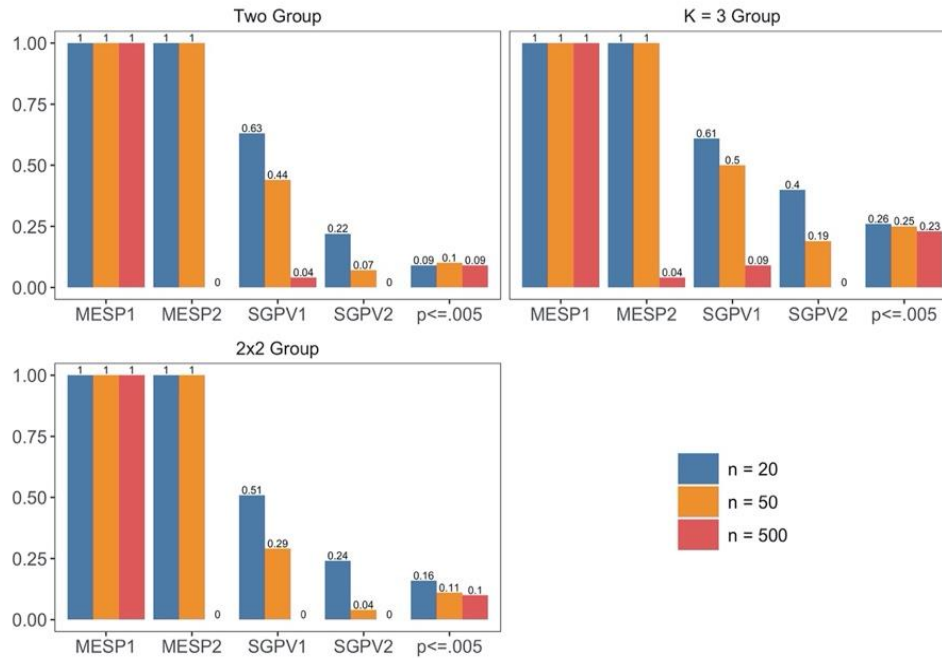 Two Group
1.00
0.75
0.50
0.25
0.00
1 1 1 1 1 0 0.63 0.44 0.04 0.22 0.07 0 0.09 0.1 0.09
MESP1 MESP2 SGPV1 SGPV2 p<=.005
K = 3 Group
1 1 1 1 1 0.04 0.61 0.5 0.09 0.4 0.19 0 0.26 0.25 0.23
MESP1 MESP2 SGPV1 SGPV2 p<=.005
2x2 Group
1.00
0.75
0.50
0.25
0.00
1 1 1 1 1 0 0.51 0.29 0 0.24 0.04 0 0.16 0.11 0.1
MESP1 MESP2 SGPV1 SGPV2 p<=.005
n = 20
n = 50
n = 500